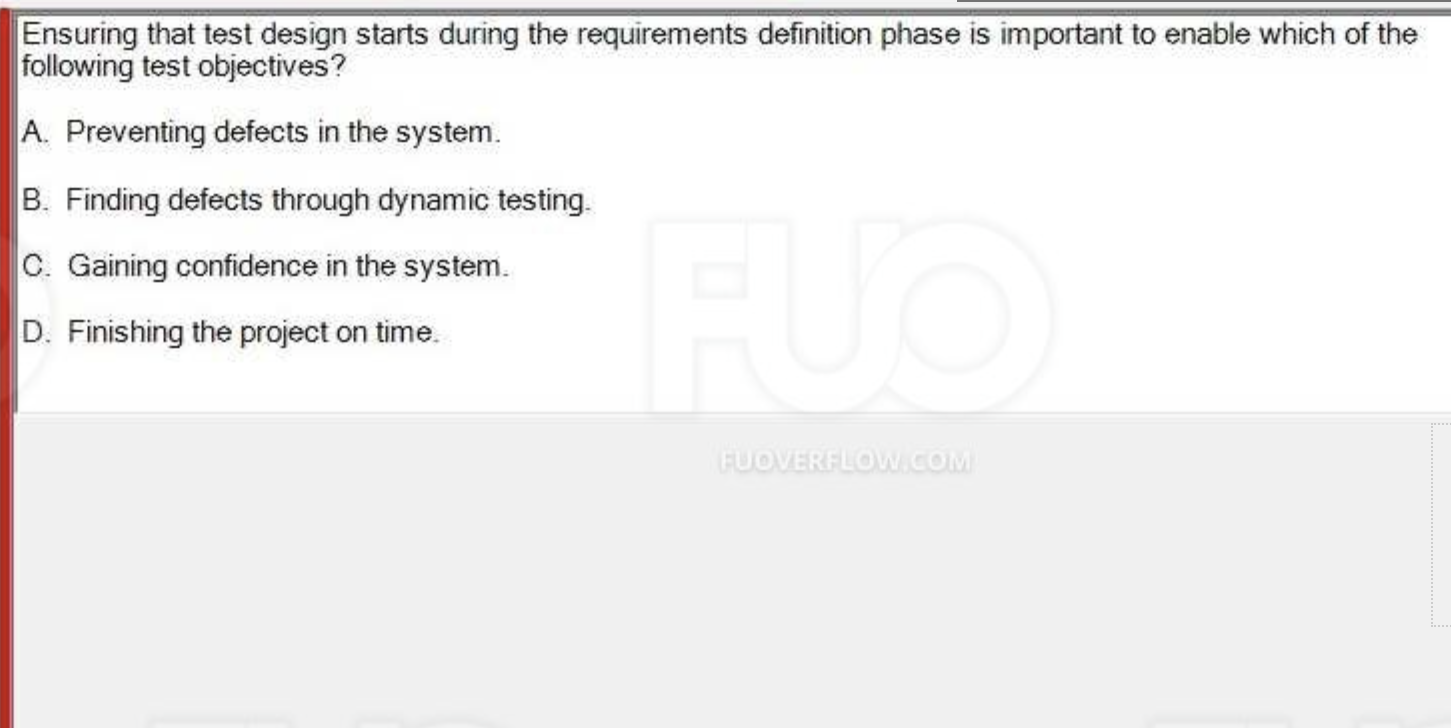 Ensuring that test design starts during the requirements definition phase is important to enable which of the
following test objectives?
A. Preventing defects in the system.
B. Finding defects through dynamic testing.
C. Gaining confidence in the system.
D. Finishing the project on time.
FUO
FUOVERFLOW.COM